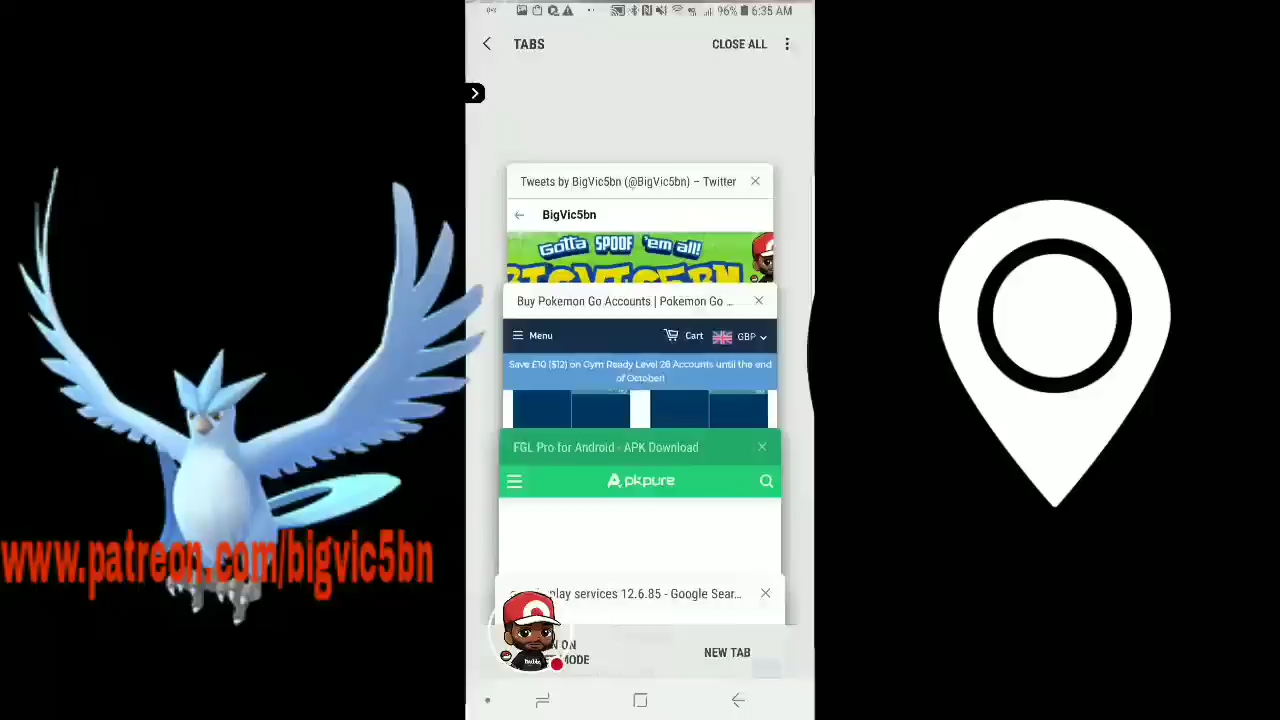 96% 6:35 AM
TABS
CLOSE ALL
Tweets by BigVic5bn (@BigVic5bn) – Twitter
BigVic5bn
Gotta SPOOF 'em all!
BIGVIC5BN
Buy Pokemon Go Accounts | Pokemon Go ...
Menu
Cart
GBP
Save £10 ($12) on Gym Ready Level 28 Accounts until the end
of October!
FGL Pro for Android - APK Download
Apkpure
play services 12.6.85 - Google Sear...
ON
MODE
NEW TAB
www.patreon.com/bigvic5bn